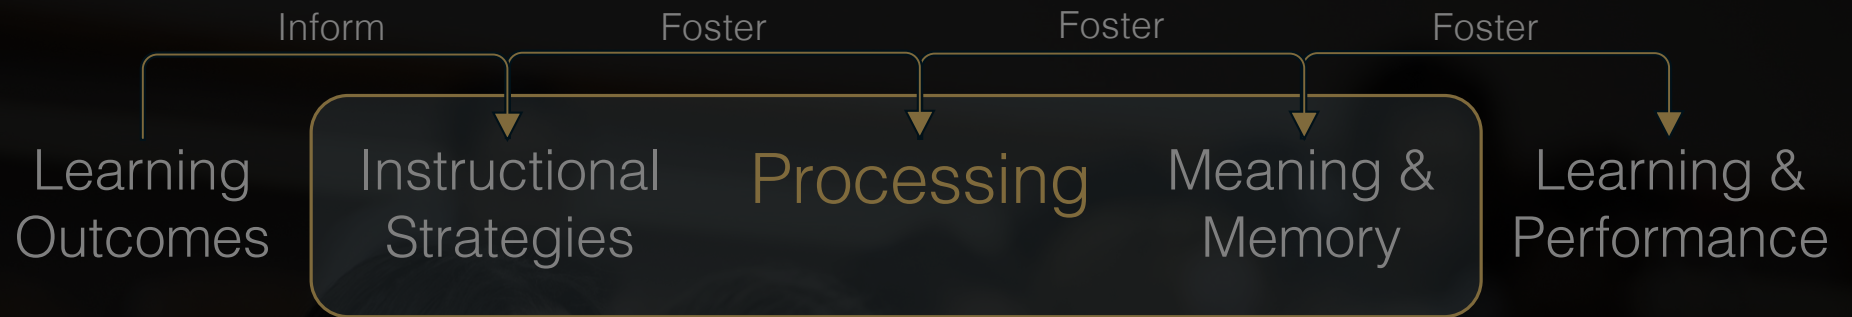 Inform
Foster
Foster
Foster
Learning
Outcomes
Instructional
Strategies
Processing
Meaning &
Memory
Learning &
Performance